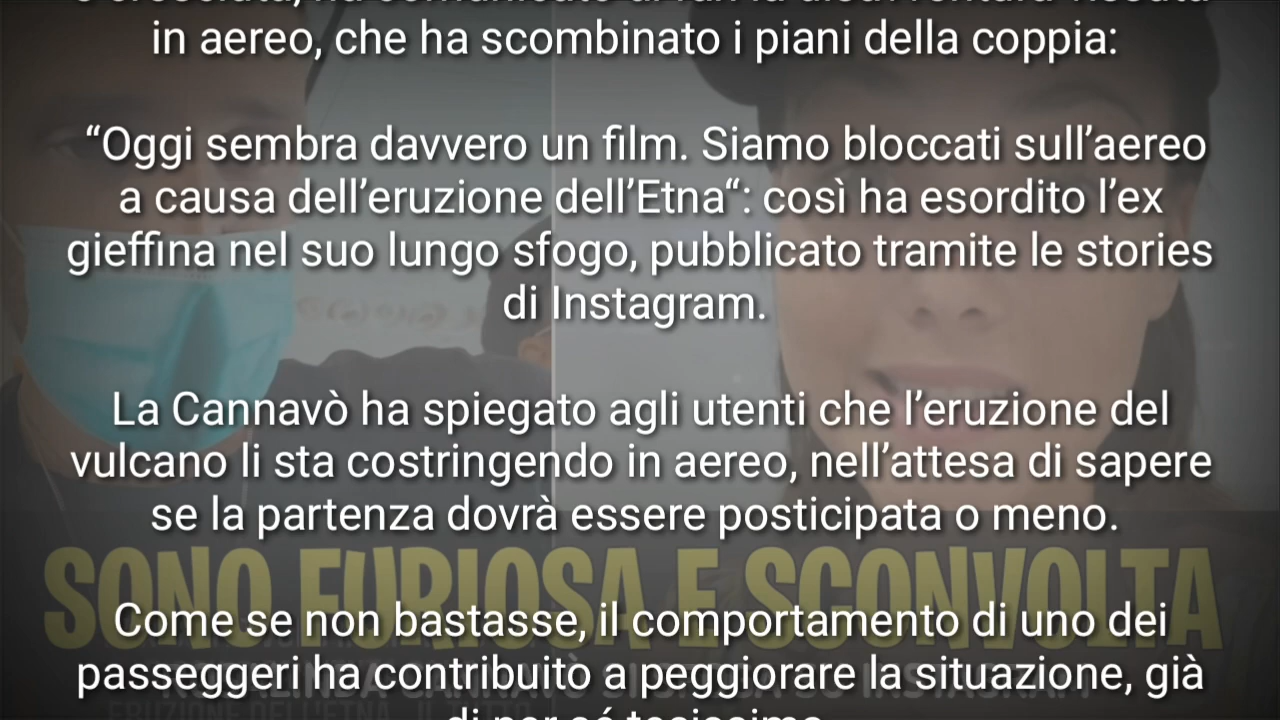 in aereo, che ha scombinato i piani della coppia:
“Oggi sembra davvero un film. Siamo bloccati sull’aereo
a causa dell’eruzione dell’Etna“: così ha esordito l’ex
gieffina nel suo lungo sfogo, pubblicato tramite le stories
di Instagram.
La Cannavò ha spiegato agli utenti che l’eruzione del
vulcano li sta costringendo in aereo, nell’attesa di sapere
se la partenza dovrà essere posticipata o meno.
SONO FURIOSA E SCONVOLTA
Come se non bastasse, il comportamento di uno dei
passeggeri ha contribuito a peggiorare la situazione, già